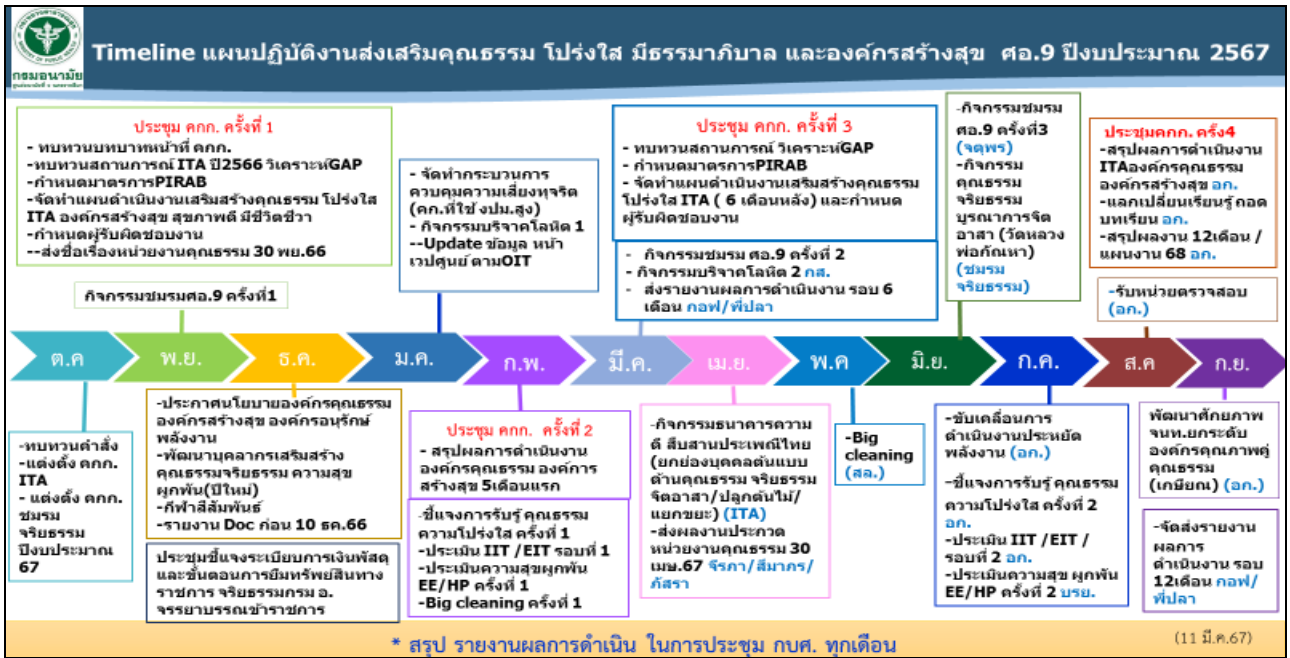 กรมอนามัย
Timeline แผนปฏิบัติงานส่งเสริมคุณธรรม โปร่งใส มีธรรมาภิบาล และองค์กรสร้างสุข ศอ.9 ปีงบประมาณ 2567
ประชุม คกก. ครั้งที่ 1
- ทบทวนบทบาทหน้าที่ คกก.
-ทบทวนสถานการณ์ ITA ปี2566 วิเคราะห์GAP
-กำหนดมาตรการPIRAB
-จัดทำแผนดำเนินงานเสริมสร้างคุณธรรม โปร่งใส
ITA องค์กรสร้างสุข สุขภาพดี มีชีวิตชีวา
-กำหนดผู้รับผิดชอบงาน
--ส่งชื่อเรื่องหน่วยงานคุณธรรม 30 พย.66
กิจกรรมชมรมศอ.9 ครั้งที่1
- จัดทำกระบวนการ
ควบคุมความเสี่ยงทุจริต
(คก.ที่ใช้ งปม.สูง)
- กิจกรรมบริจาคโลหิต 1
--Update ข้อมูล หน้า
เวปศูนย์ ตามOIT
ประชุม คกก. ครั้งที่ 3
- ทบทวนสถานการณ์ วิเคราะห์GAP
- กำหนดมาตรการPIRAB
- จัดทำแผนดำเนินงานเสริมสร้างคุณธรรม
โปร่งใส ITA ( 6 เดือนหลัง) และกำหนด
ผู้รับผิดชอบงาน
- กิจกรรมชมรม ศอ.9 ครั้งที่ 2
- กิจกรรมบริจาคโลหิต 2 กส.
- ส่งรายงานผลการดำเนินงาน รอบ 6
เดือน กอฟ/พี่ปลา
-กิจกรรมชมรม
ศอ.9 ครั้งที่3
(จตุพร)
-กิจกรรม
คุณธรรม
จริยธรรม
บูรณาการจิต
อาสา (วัดหลวง
พ่อภัณหา)
(ชมรม
จริยธรรม)
ประชุมคกก. ครั้ง4
-สรุปผลการดำเนินงาน
ITAองค์กรคุณธรรม
องค์กรสร้างสุข อก.
-แลกเปลี่ยนเรียนรู้ ถอด
บทเรียน อก.
-สรุปผลงาน 12เดือน /
แผนงาน 68 อก.
-รับหน่วยตรวจสอบ
(อก.)
ต.ค
พ.ย.
ธ.ค.
ม.ค.
ก.พ.
มี.ค.
เม.ย.
พ.ค
มิ.ย.
ก.ค.
ส.ค
ก.ย.
-ทบทวนคำสั่ง
-แต่งตั้ง คกก.
ITA
- แต่งตั้ง คกก.
ชมรม
จริยธรรม
ปีงบประมาณ
67
-ประกาศนโยบายองค์กรคุณธรรม
องค์กรสร้างสุข องค์กรอนุรักษ์
พลังงาน
-พัฒนาบุคลากรเสริมสร้าง
คุณธรรมจริยธรรม ความสุข
ผูกพัน(ปีใหม่)
-กีฬาสีสัมพันธ์
-รายงาน Doc ก่อน 10 ธค.66
ประชุมชี้แจงระเบียบการเงินพัสดุ
และขั้นตอนการยืมทรัพย์สินทาง
ราชการ จริยธรรมกรม อ.
จรรยาบรรณข้าราชการ
ประชุม คกก. ครั้งที่ 2
- สรุปผลการดำเนินงาน
องค์กรคุณธรรม องค์การ
สร้างสุข 5เดือนแรก
-ชี้แจงการรับรู้ คุณธรรม
ความโปร่งใส ครั้งที่ 1
-ประเมิน IIT /EIT รอบที่ 1
-ประเมินความสุขผูกพัน
EE/HP ครั้งที่ 1
-Big cleaning ครั้งที่ 1
-กิจกรรมธนาคารความ
ดี สืบสานประเพณีไทย
(ยกย่องบุคคลต้นแบบ
ด้านคุณธรรม จริยธรรม
จิตอาสา/ปลูกต้นไม้/
แยกขยะ) (ITA)
-ส่งผลงานประกวด
หน่วยงานคุณธรรม 30
เมษ.67 จีรภา/สีมากร/
ภัสรา
-Big
cleaning
(สล.)
-ขับเคลื่อนการ
ดำเนินงานประหยัด
พลังงาน (อก.)
-ชี้แจงการรับรู้ คุณธรรม
ความโปร่งใส ครั้งที่ 2
อก.
-ประเมิน IIT /EIT /
รอบที่ 2 อก.
-ประเมินความสุข ผูกพัน
EE/HP ครั้งที่ 2 บรย.
พัฒนาศักยภาพ
จนท.ยกระดับ
องค์กรคุณภาพคู่
คุณธรรม
(เกษียณ) (อก.)
-จัดส่งรายงาน
ผลการ
ดำเนินงาน รอบ
12เดือน กอฟ/
พี่ปลา
* สรุป รายงานผลการดำเนิน ในการประชุม กบศ. ทุกเดือน
(11 มี.ค.67)